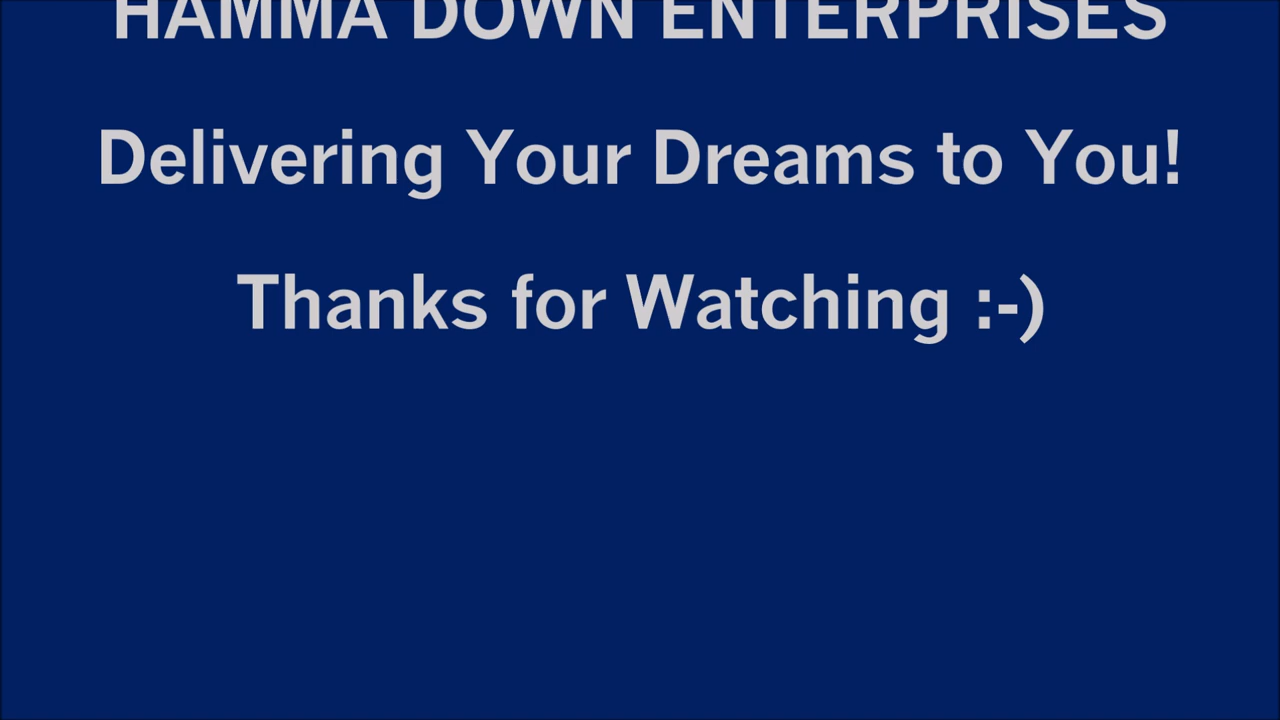 HAMMA DOWN ENTERPRISES
Delivering Your Dreams to You!
Thanks for Watching :-)